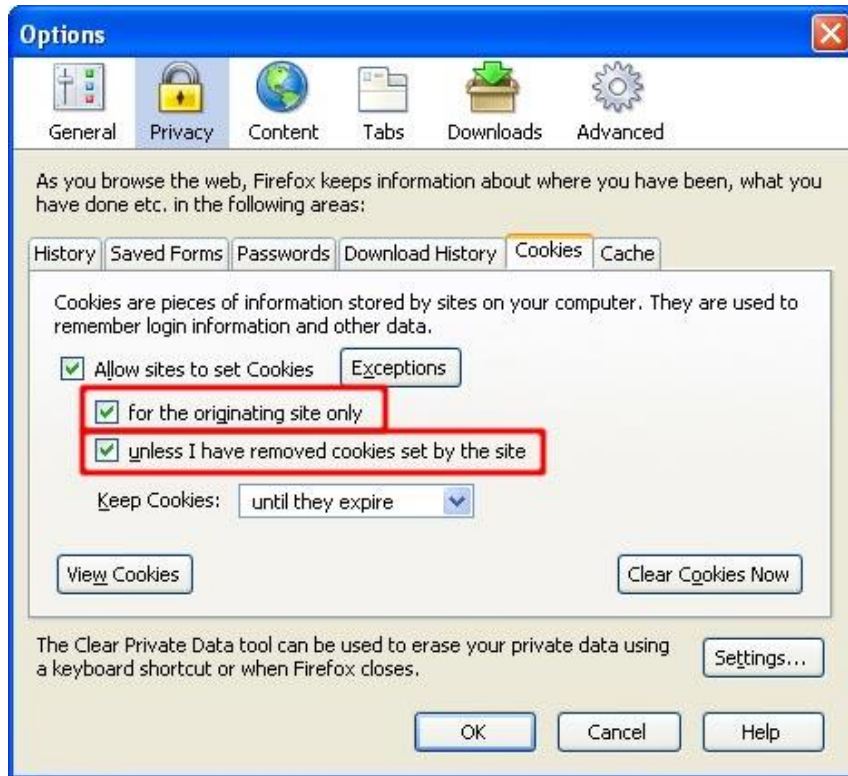 Options
General Privacy Content Tabs Downloads Advanced
As you browse the web, Firefox keeps information about where you have been, what you
have done etc. in the following areas:
History Saved Forms Passwords Download History Cookies Cache
Cookies are pieces of information stored by sites on your computer. They are used to
remember login information and other data.
Allow sites to set Cookies Exceptions
for the originating site only
unless I have removed cookies set by the site
Keep Cookies: until they expire
View Cookies Clear Cookies Now
The Clear Private Data tool can be used to erase your private data using
a keyboard shortcut or when Firefox closes.
Settings...
OK Cancel Help